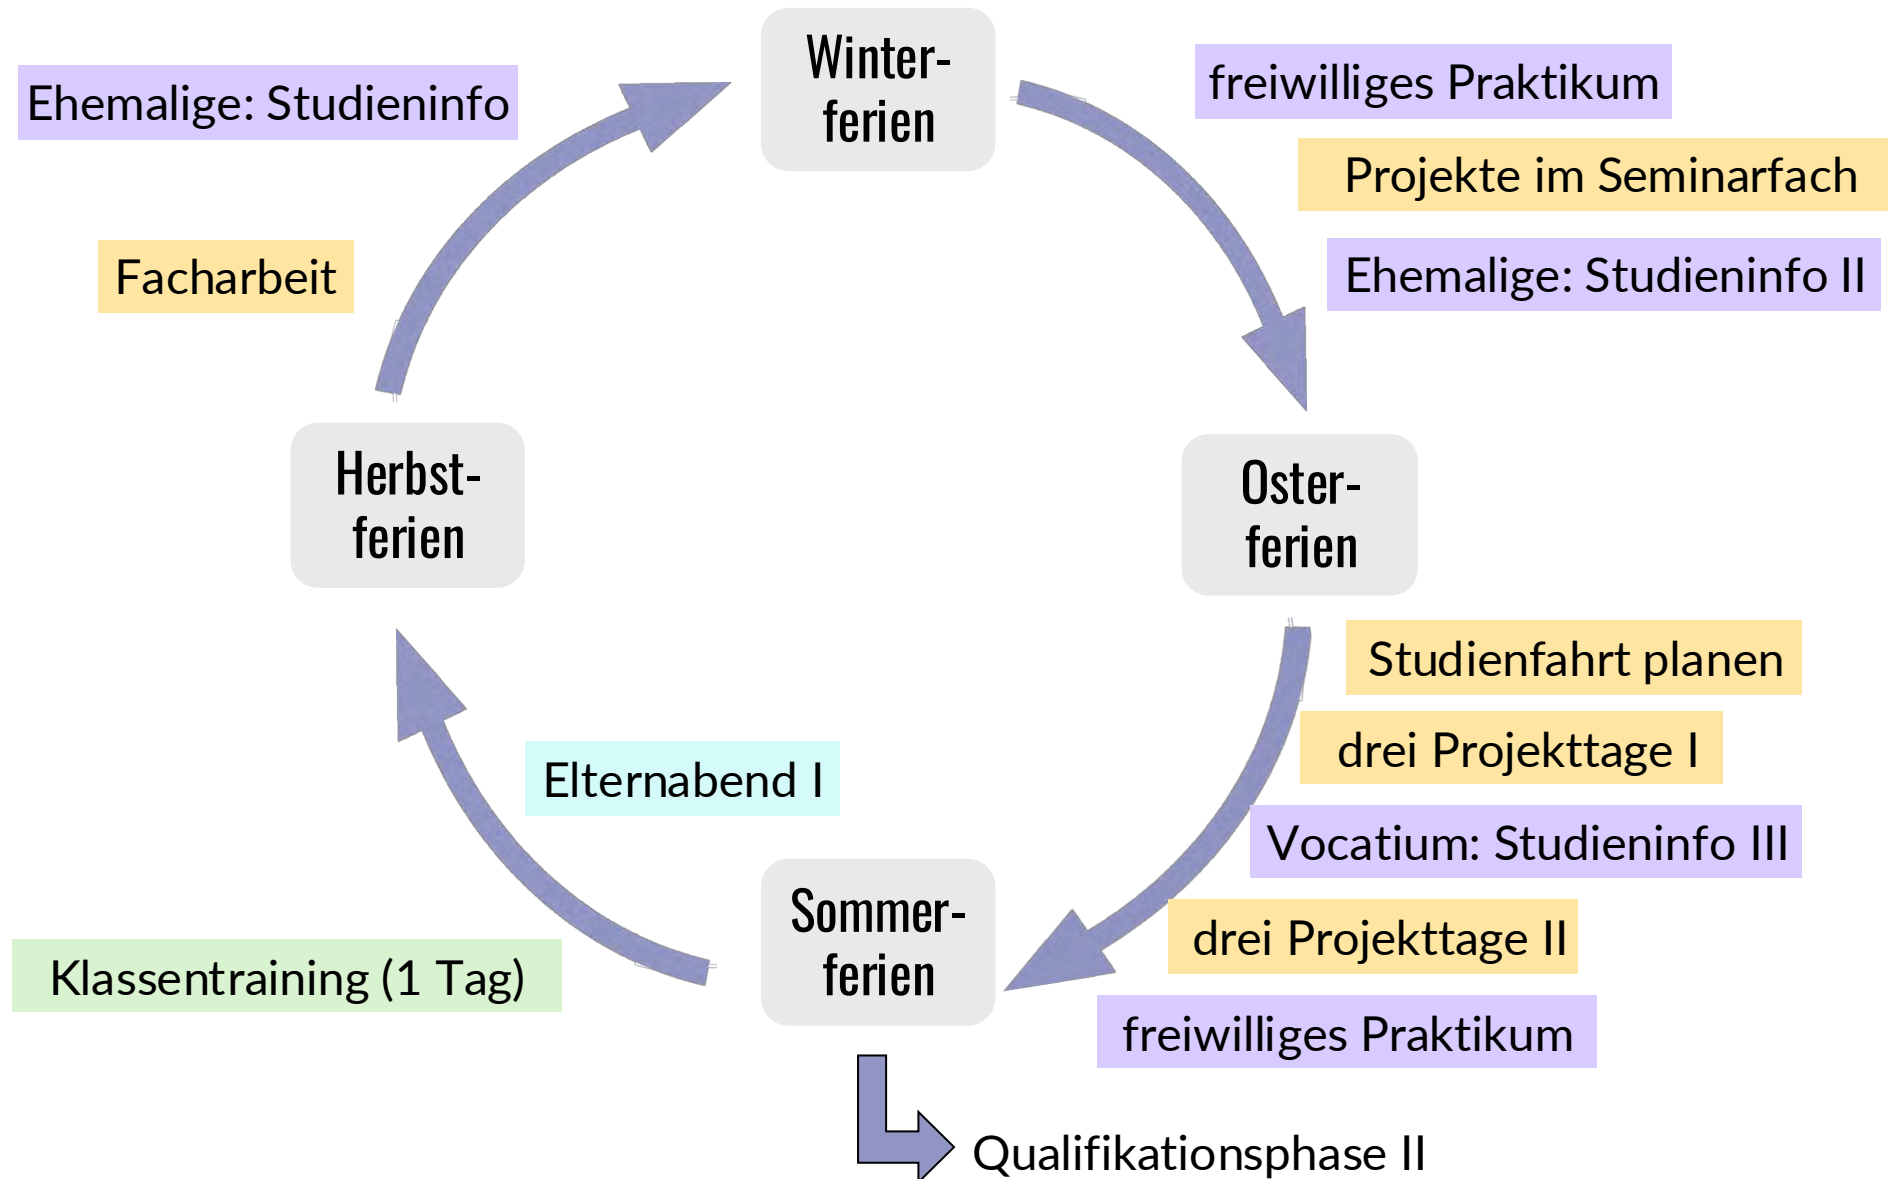 Winter-
ferien
Ehemalige: Studieninfo
freiwilliges Praktikum
Projekte im Seminarfach
Ehemalige: Studieninfo II
Facharbeit
Herbst-
ferien
Oster-
ferien
Studienfahrt planen
drei Projekttage I
Elternabend I
Vocatium: Studieninfo III
Sommer-
ferien
drei Projekttage II
Klassentraining (1 Tag)
freiwilliges Praktikum
Qualifikationsphase II